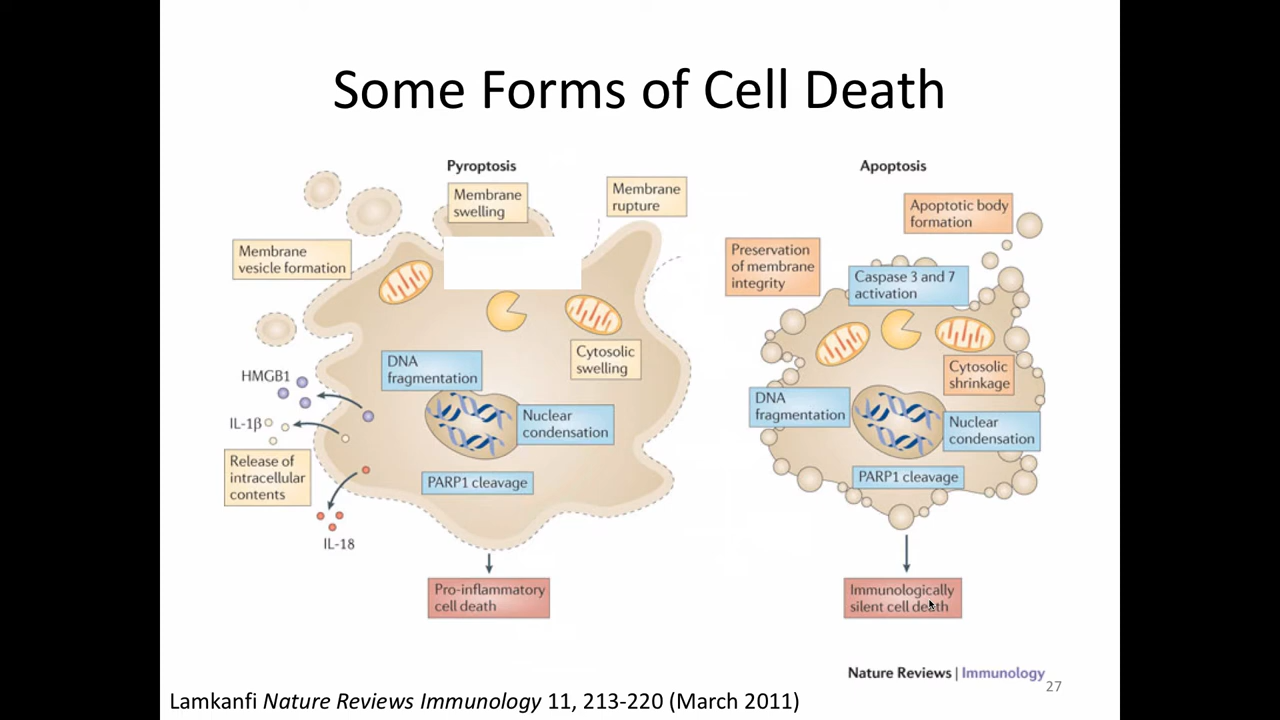 Some Forms of Cell Death
Pyroptosis
Membrane
swelling
Membrane
rupture
Membrane
vesicle formation
HMGB1
IL-1β
Release of
intracellular
contents
IL-18
DNA
fragmentation
Cytosolic
swelling
Nuclear
condensation
PARP1 cleavage
Pro-inflammatory
cell death
Apoptosis
Apoptotic body
formation
Preservation
of membrane
integrity
Caspase 3 and 7
activation
Cytosolic
shrinkage
DNA
fragmentation
Nuclear
condensation
PARP1 cleavage
Immunologically
silent cell death
Nature Reviews | Immunology
27
Lamkanfi Nature Reviews Immunology 11, 213-220 (March 2011)